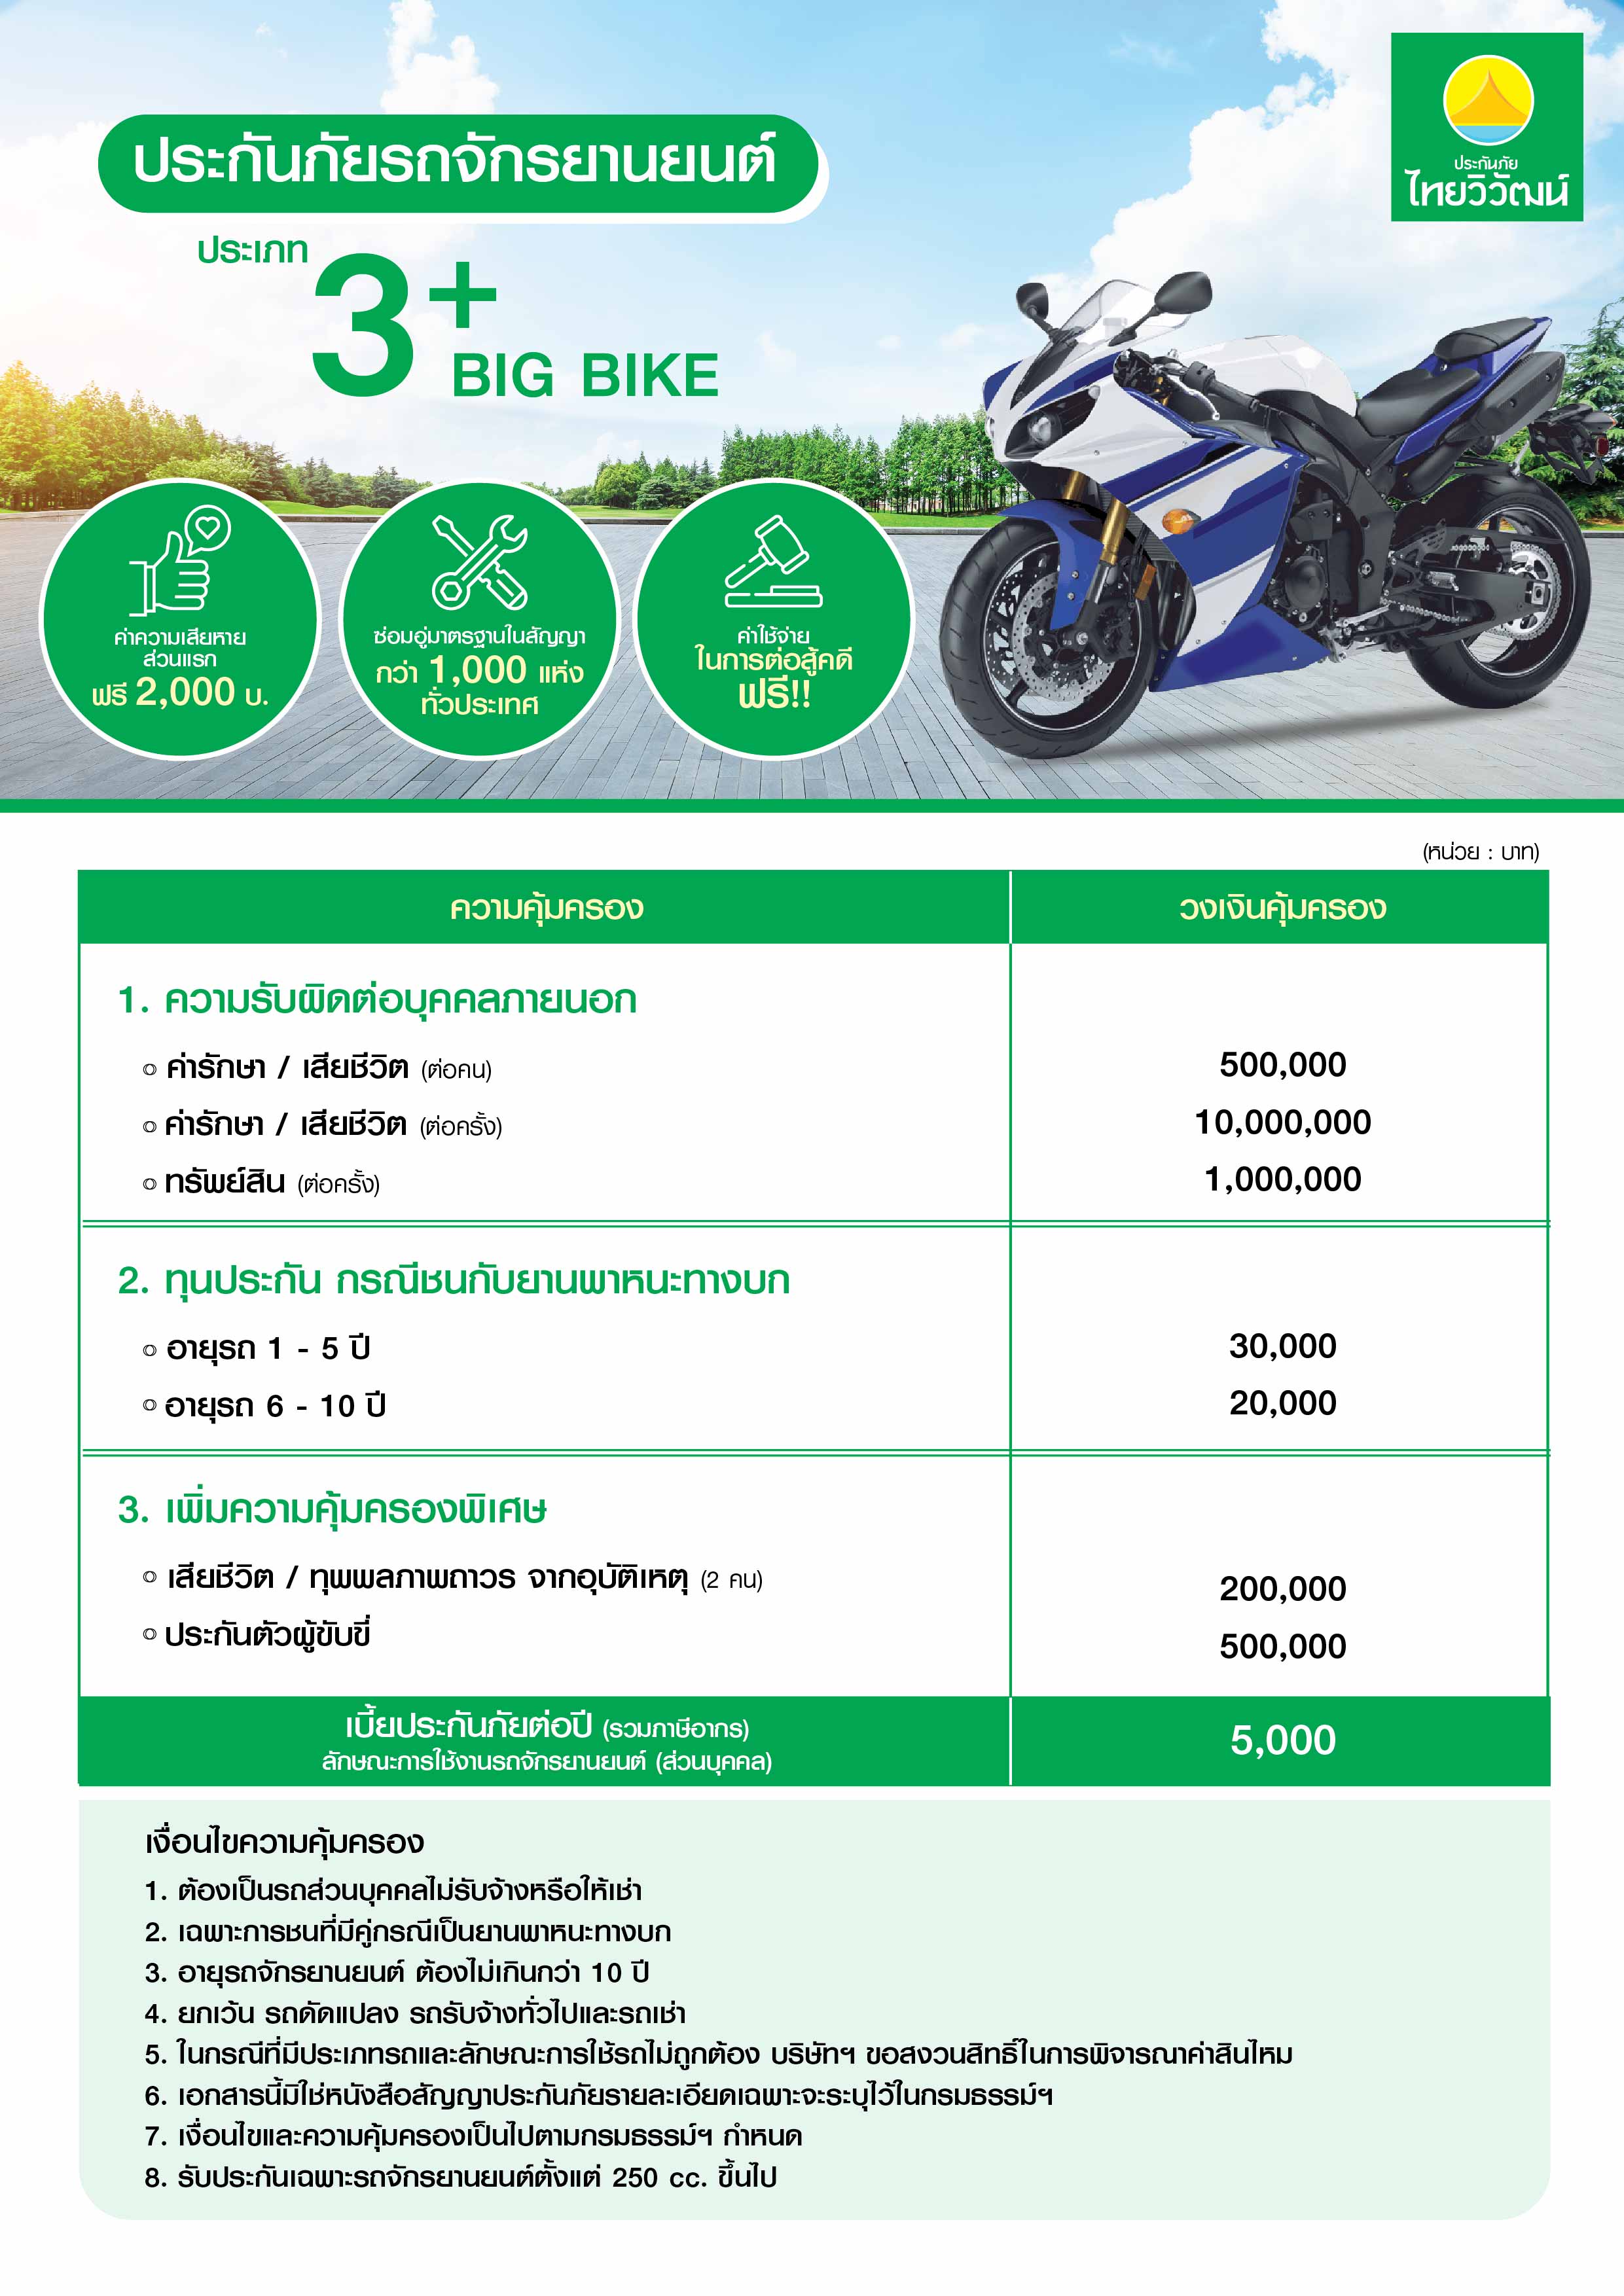 ประกันภัย
ไทยวิวัฒน์
ประกันภัยรถจักรยานยนต์
ประเภท
3+
BIG BIKE
ค่าความเสียหาย
ส่วนแรก
ฟรี 2,000 บ.
ซ่อมอู่มาตรฐานในสัญญา
กว่า 1,000 แห่ง
ทั่วประเทศ
ค่าใช้จ่าย
ในการต่อสู้คดี
ฟรี!!
(หน่วย : บาท)
ความคุ้มครอง วงเงินคุ้มครอง
1. ความรับผิดต่อบุคคลภายนอก
ค่ารักษา / เสียชีวิต (ต่อคน) 500,000
ค่ารักษา / เสียชีวิต (ต่อครั้ง) 10,000,000
ทรัพย์สิน (ต่อครั้ง) 1,000,000
2. ทุนประกัน กรณีชนกับยานพาหนะทางบก
อายุรถ 1 - 5 ปี 30,000
อายุรถ 6 - 10 ปี 20,000
3. เพิ่มความคุ้มครองพิเศษ
เสียชีวิต / ทุพพลภาพถาวร จากอุบัติเหตุ (2 คน) 200,000
ประกันตัวผู้ขับขี่ 500,000
เบี้ยประกันภัยต่อปี (รวมภาษีอากร) 5,000
ลักษณะการใช้งานรถจักรยานยนต์ (ส่วนบุคคล)
เงื่อนไขความคุ้มครอง
1. ต้องเป็นรถส่วนบุคคลไม่รับจ้างหรือให้เช่า
2. เฉพาะการชนที่มีคู่กรณีเป็นยานพาหนะทางบก
3. อายุรถจักรยานยนต์ ต้องไม่เกินกว่า 10 ปี
4. ยกเว้น รถดัดแปลง รถรับจ้างทั่วไปและรถเช่า
5. ในกรณีที่มีประเภทรถและลักษณะการใช้รถไม่ถูกต้อง บริษัทฯ ขอสงวนสิทธิ์ในการพิจารณาค่าสินไหม
6. เอกสารนี้มิใช่หนังสือสัญญาประกันภัยรายละเอียดเฉพาะจะระบุไว้ในกรมธรรม์ฯ
7. เงื่อนไขและความคุ้มครองเป็นไปตามกรมธรรม์ฯ กำหนด
8. รับประกันเฉพาะรถจักรยานยนต์ตั้งแต่ 250 cc. ขึ้นไป